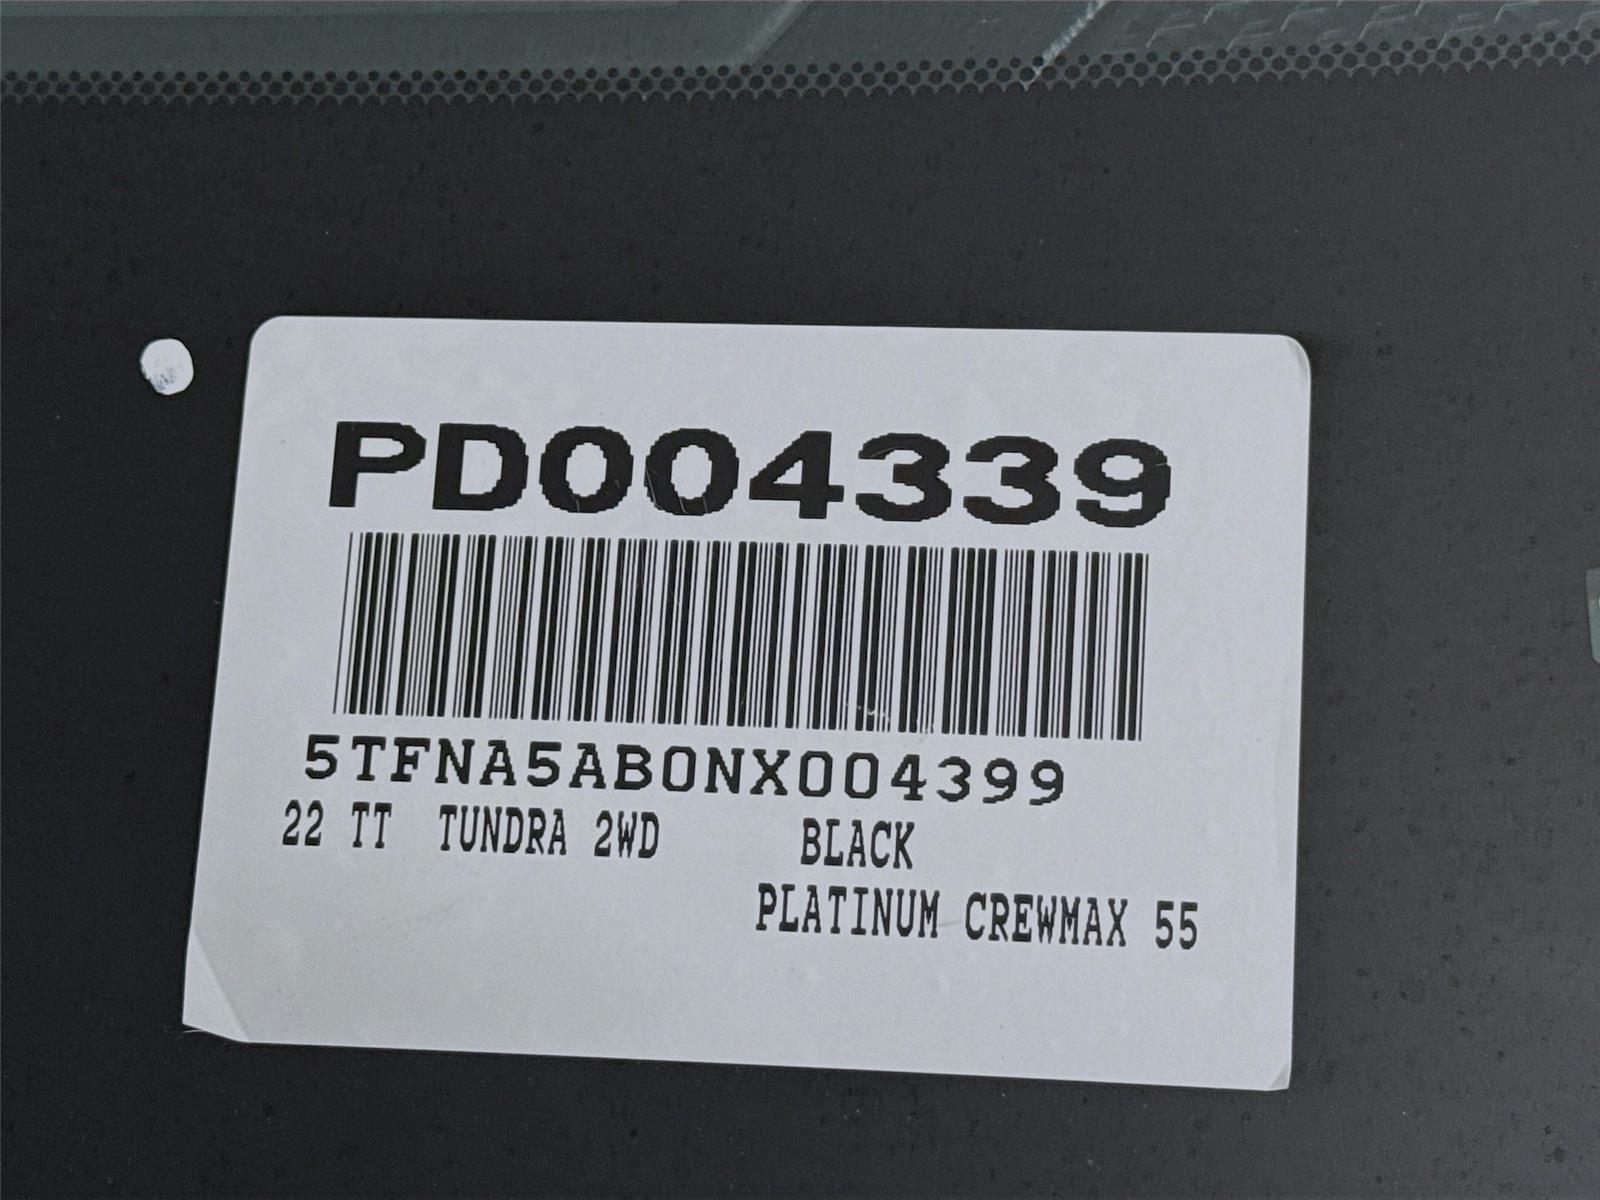 PD004339
5TFNA5AB0NX004399
22 TT TUNDRA 2WD BLACK
PLATINUM CREWMAX 55